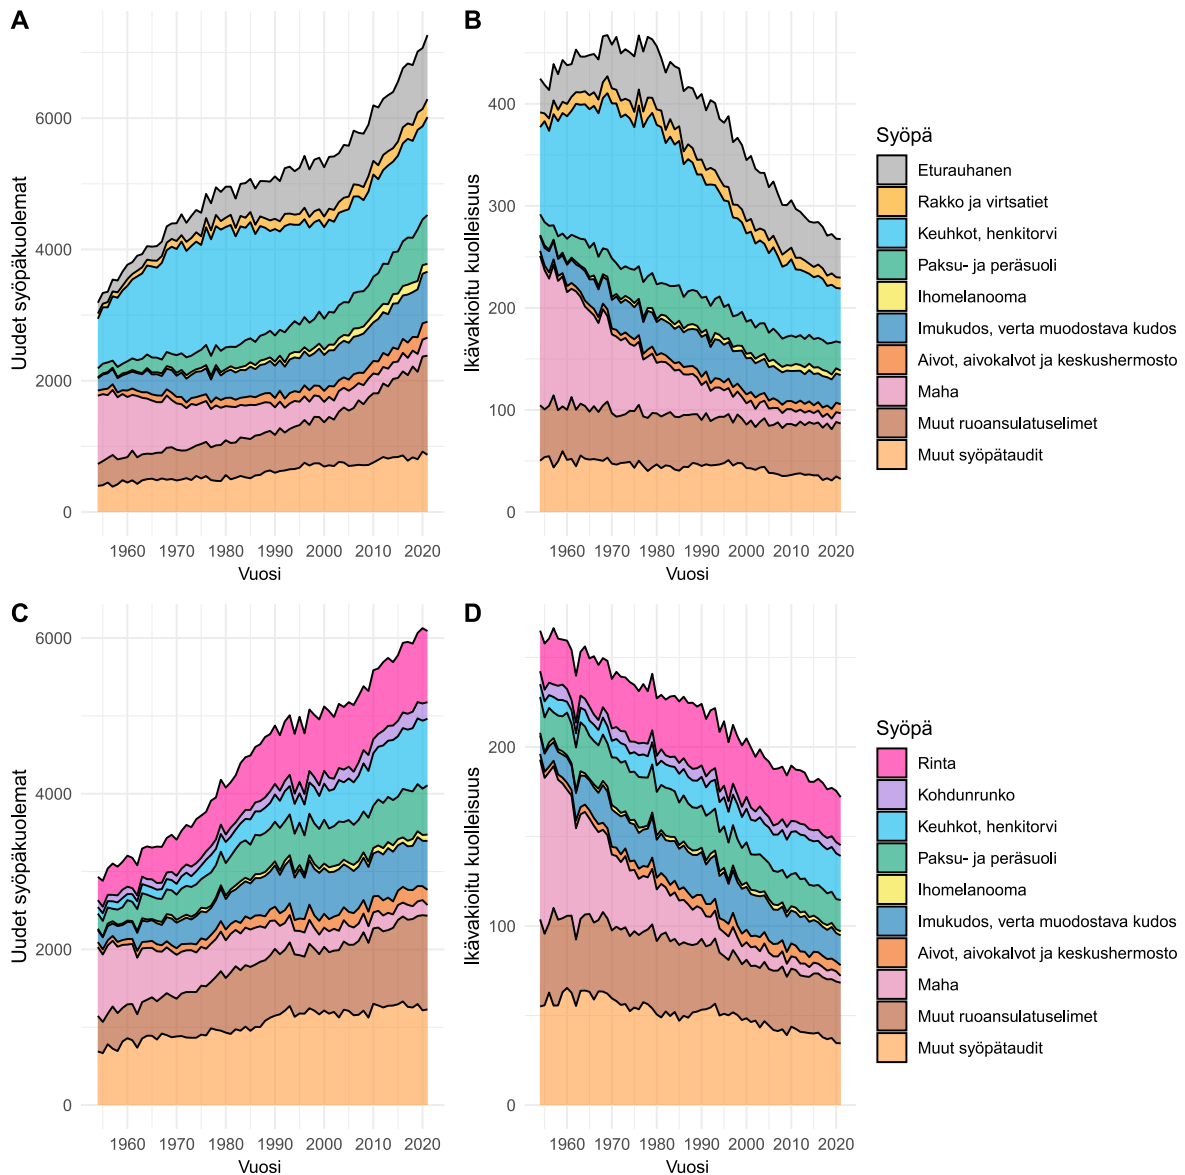 A
Uudet syöpäkuolemat
6000
4000
2000
0
1960 1970 1980 1990 2000 2010 2020
Vuosi
B
Ikävakioitu kuolleisuus
400
300
200
100
0
1960 1970 1980 1990 2000 2010 2020
Vuosi
Syöpä
Eturauhanen
Rakko ja virtsatiet
Keuhkot, henkitorvi
Paksu- ja peräsuoli
Ihomelanooma
Imukudos, verta muodostava kudos
Aivot, aivokalvot ja keskushermosto
Maha
Muut ruoansulatuselimet
Muut syöpätaudit
C
Uudet syöpäkuolemat
6000
4000
2000
0
1960 1970 1980 1990 2000 2010 2020
Vuosi
D
Ikävakioitu kuolleisuus
200
100
0
1960 1970 1980 1990 2000 2010 2020
Vuosi
Syöpä
Rinta
Kohdunrunko
Keuhkot, henkitorvi
Paksu- ja peräsuoli
Ihomelanooma
Imukudos, verta muodostava kudos
Aivot, aivokalvot ja keskushermosto
Maha
Muut ruoansulatuselimet
Muut syöpätaudit